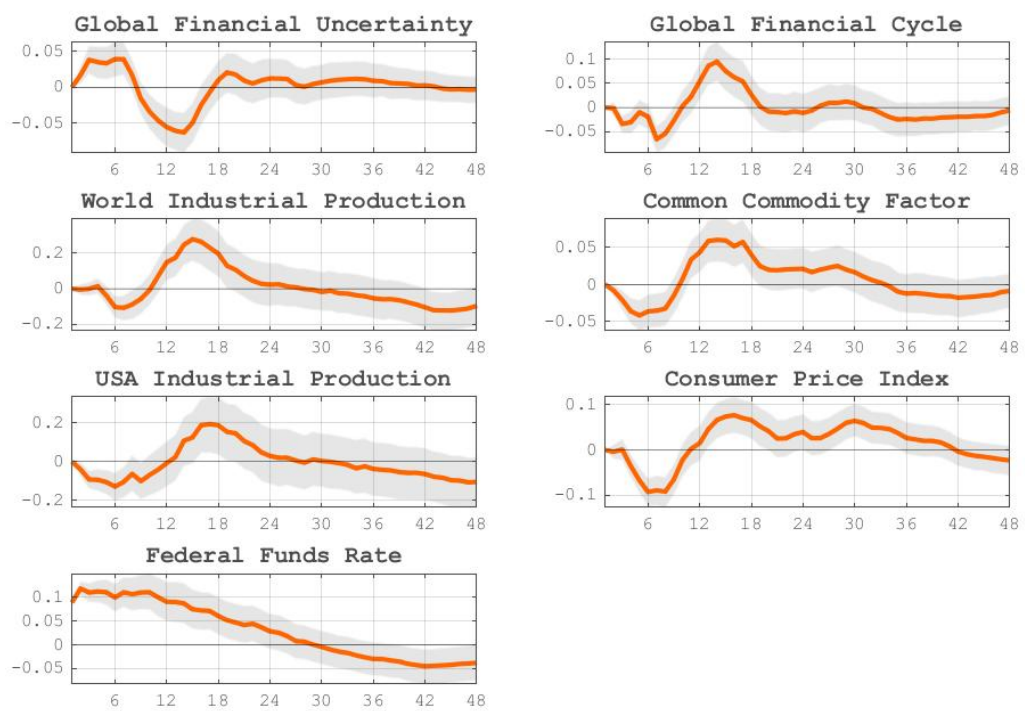 Global Financial Uncertainty
0.05
0
-0.05
6 12 18 24 30 36 42 48
Global Financial Cycle
0.1
0.05
0
-0.05
6 12 18 24 30 36 42 48
World Industrial Production
0.2
0
-0.2
6 12 18 24 30 36 42 48
Common Commodity Factor
0.05
0
-0.05
6 12 18 24 30 36 42 48
USA Industrial Production
0.2
0
-0.2
6 12 18 24 30 36 42 48
Consumer Price Index
0.1
0
-0.1
6 12 18 24 30 36 42 48
Federal Funds Rate
0.1
0.05
0
-0.05
6 12 18 24 30 36 42 48